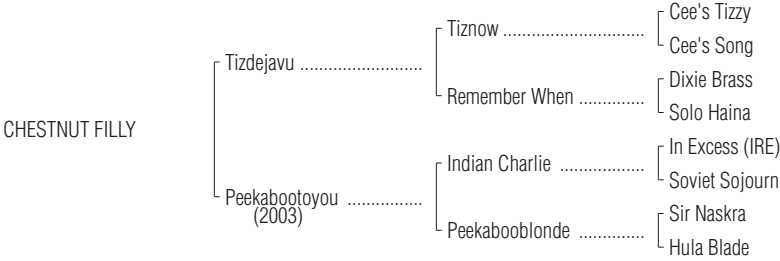 Cee's Tizzy
Tiznow ..............................
Cee's Song
Tizdejavu ..........................
Dixie Brass
Remember When ..............
Solo Haina
CHESTNUT FILLY
In Excess (IRE)
Indian Charlie ..................
Soviet Sojourn
Peekabootoyou ................
(2003)
Sir Naskra
Peekabooblonde ..............
Hula Blade